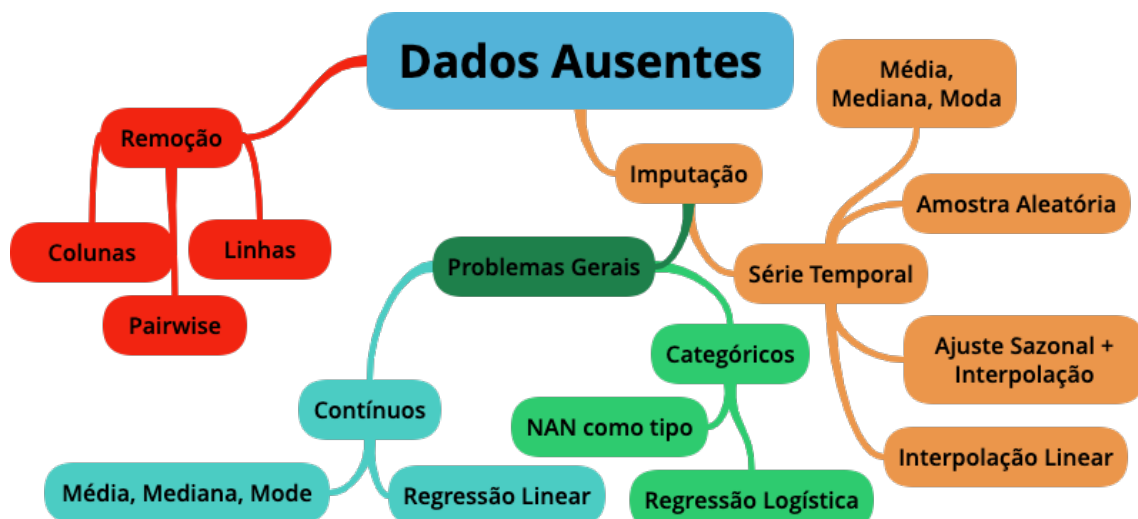 Dados Ausentes
Remoção
Colunas
Linhas
Pairwise
Imputação
Problemas Gerais
Contínuos
Média, Mediana, Mode
Regressão Linear
Categóricos
NAN como tipo
Regressão Logística
Série Temporal
Média,
Mediana, Moda
Amostra Aleatória
Ajuste Sazonal +
Interpolação
Interpolação Linear